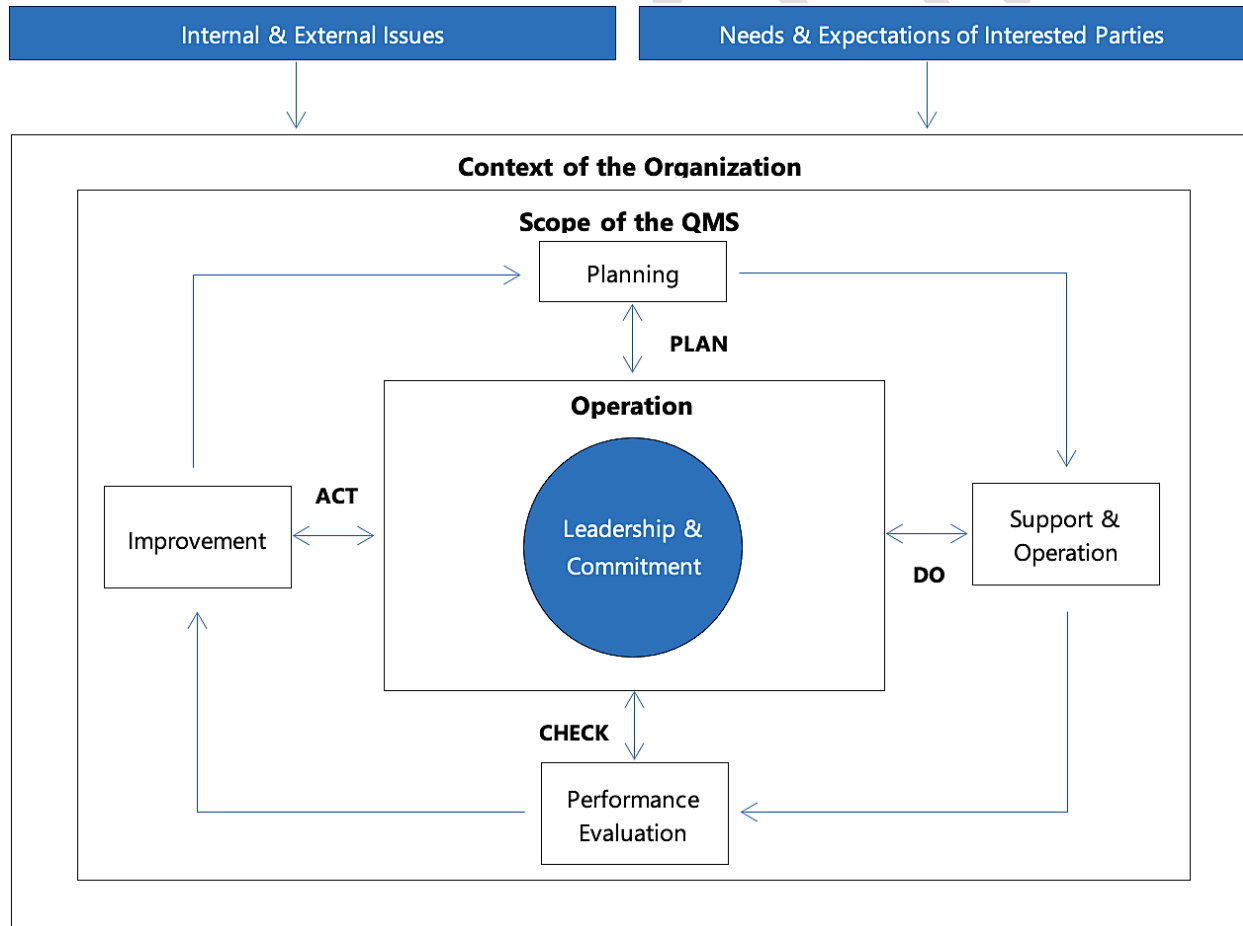 Internal & External Issues
Needs & Expectations of Interested Parties
Context of the Organization
Scope of the QMS
Planning
PLAN
Operation
ACT
Improvement
Leadership &
Commitment
Support &
Operation
DO
CHECK
Performance
Evaluation